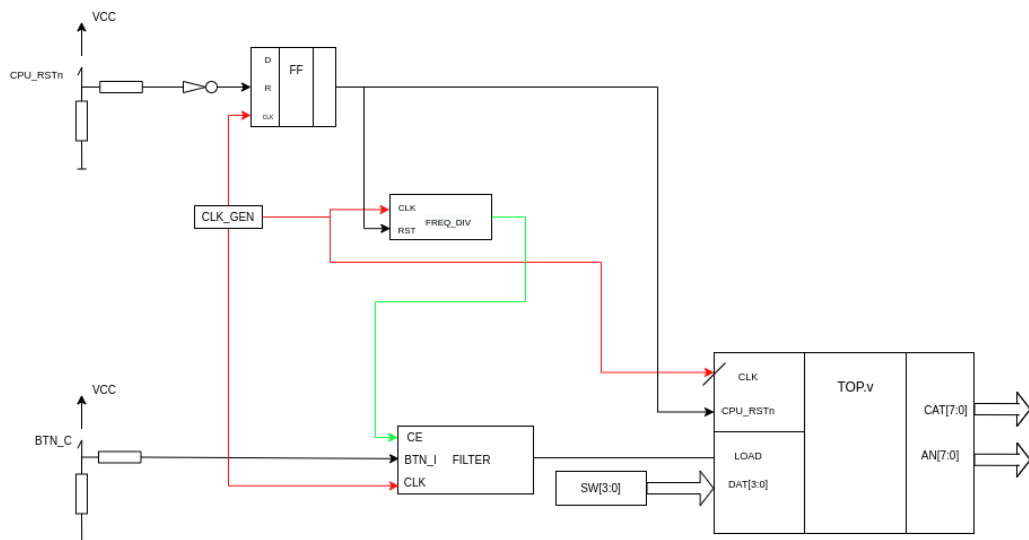 VCC
CPU_RSTn
D
FF
R
CLK
CLK_GEN
CLK
FREQ_DIV
RST
VCC
BTN_C
CE
BTN_I FILTER
CLK
SW[3:0]
CLK
TOP.v
CPU_RSTn
CAT[7:0]
LOAD
AN[7:0]
DAT[3:0]